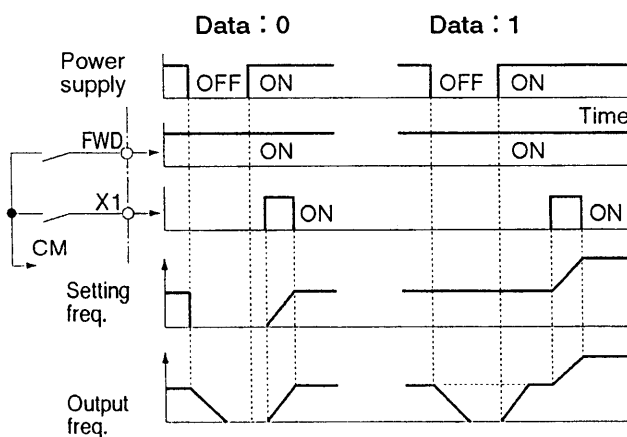 Data : 0
Data : 1
Power supply
OFF
ON
OFF
ON
Time
FWD
ON
ON
X1
ON
ON
CM
Setting freq.
Output freq.